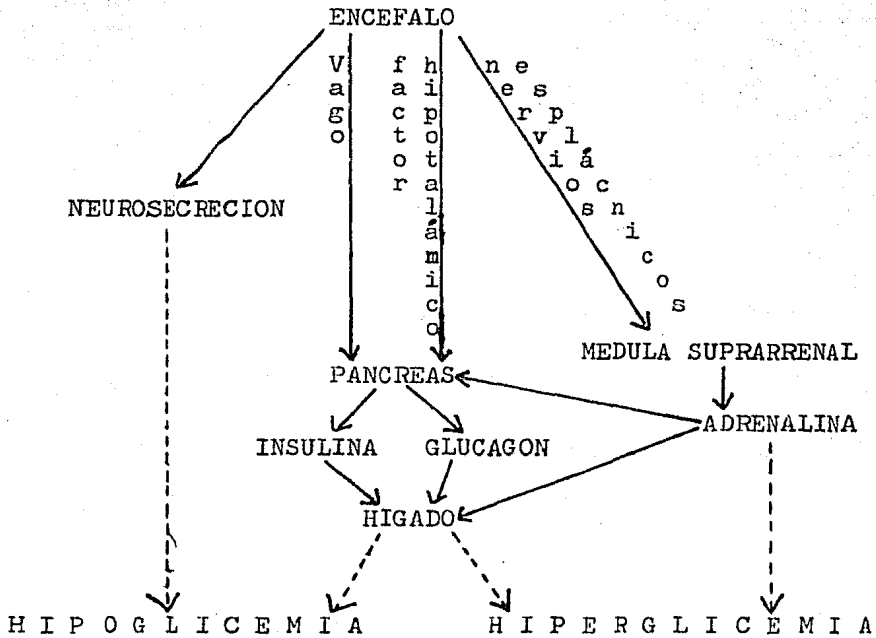 ENCEFALO
Vago
factor
hipotalámico
nervios
esplácnicos
NEUROSECRECION
MEDULA SUPRARRENAL
PANCREAS
ADRENALINA
INSULINA GLUCAGON
HIGADO
HIPOGLICEMIA HIPERGLICEMIA